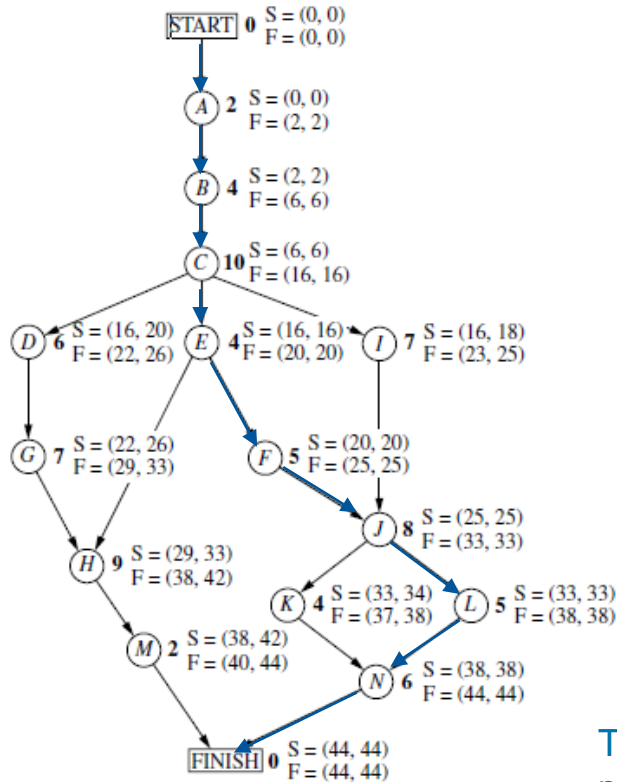 START 0 S = (0, 0)
F = (0, 0)
A 2 S = (0, 0)
F = (2, 2)
B 4 S = (2, 2)
F = (6, 6)
C 10 S = (6, 6)
F = (16, 16)
D 6 S = (16, 20)
F = (22, 26)
E 4 S = (16, 16)
F = (20, 20)
I 7 S = (16, 18)
F = (23, 25)
G 7 S = (22, 26)
F = (29, 33)
F 5 S = (20, 20)
F = (25, 25)
J 8 S = (25, 25)
F = (33, 33)
H 9 S = (29, 33)
F = (38, 42)
K 4 S = (33, 34)
F = (37, 38)
L 5 S = (33, 33)
F = (38, 38)
M 2 S = (38, 42)
F = (40, 44)
N 6 S = (38, 38)
F = (44, 44)
FINISH 0 S = (44, 44)
F = (44, 44)
T